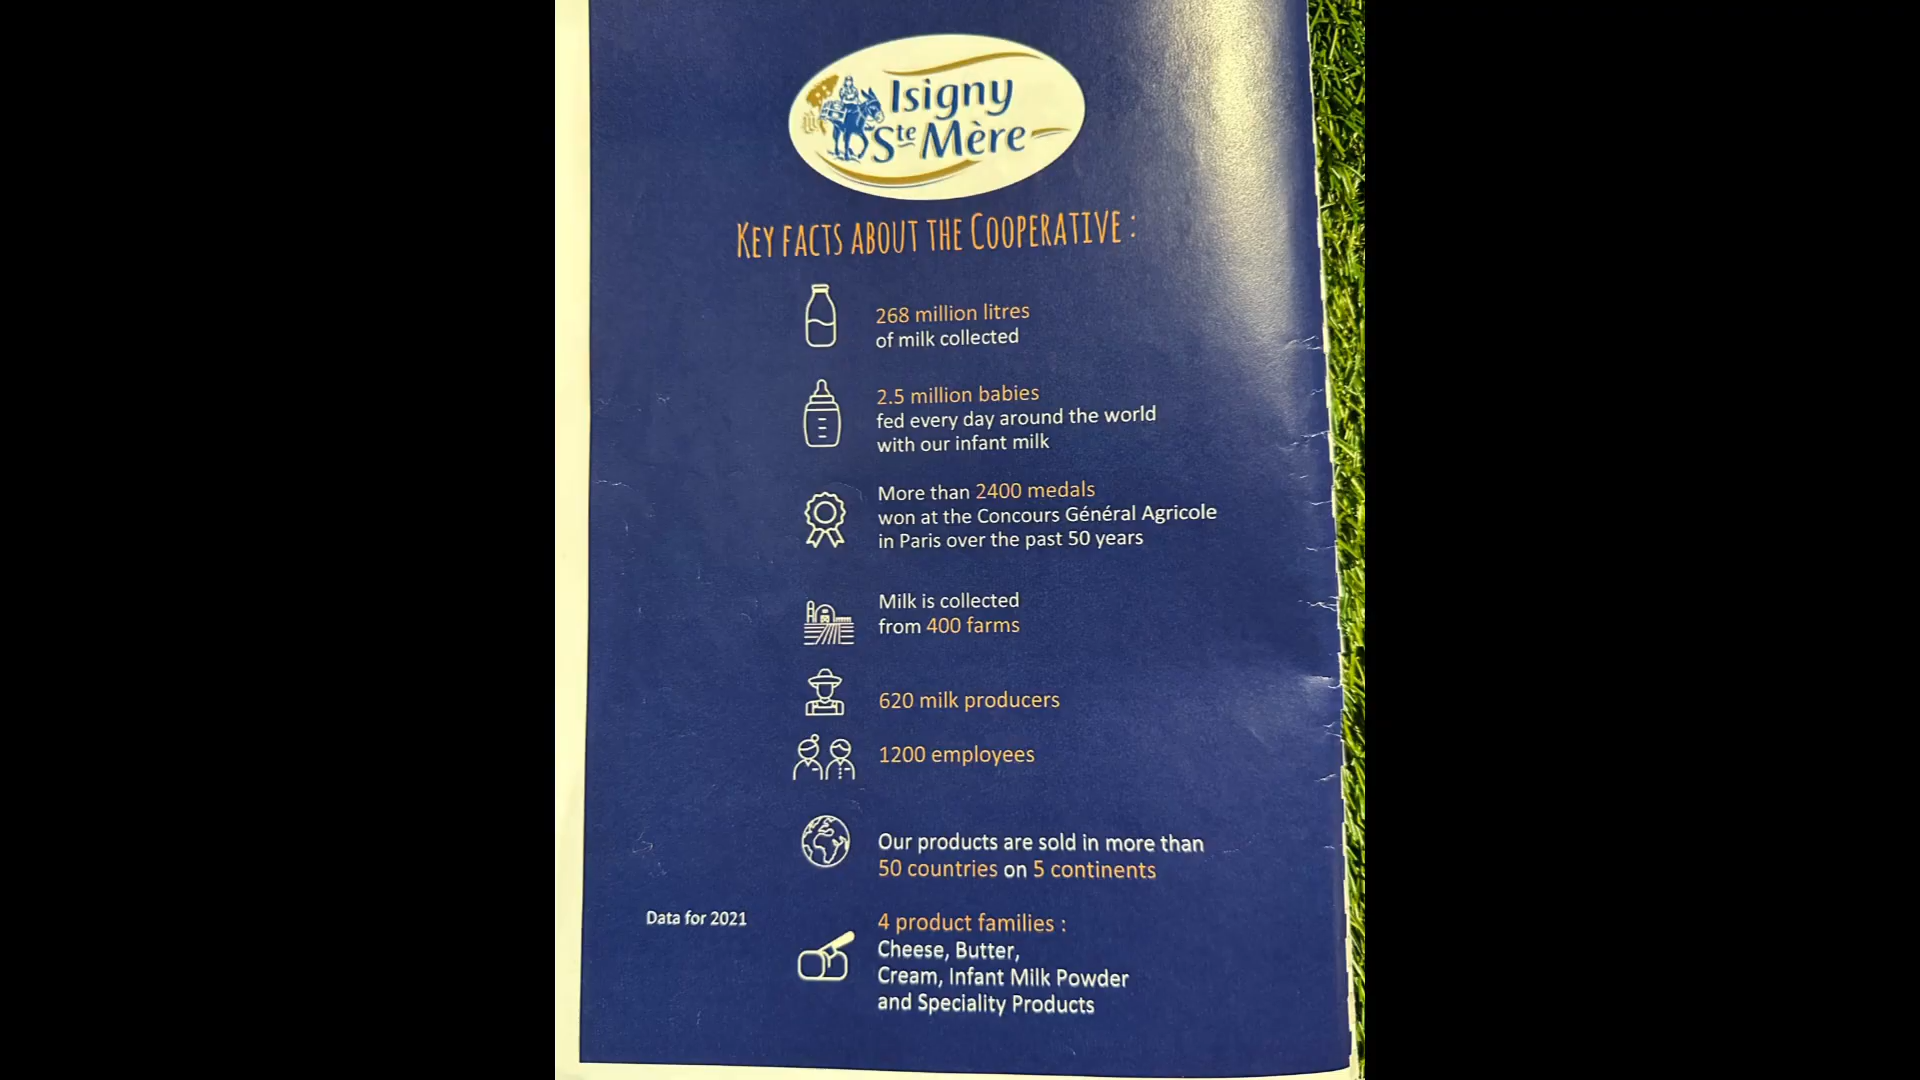 Isigny
Ste Mère
KEY FACTS ABOUT THE COOPERATIVE :
268 million litres
of milk collected
2.5 million babies
fed every day around the world
with our infant milk
More than 2400 medals
won at the Concours Général Agricole
in Paris over the past 50 years
Milk is collected
from 400 farms
620 milk producers
1200 employees
Our products are sold in more than
50 countries on 5 continents
Data for 2021
4 product families :
Cheese, Butter,
Cream, Infant Milk Powder
and Speciality Products